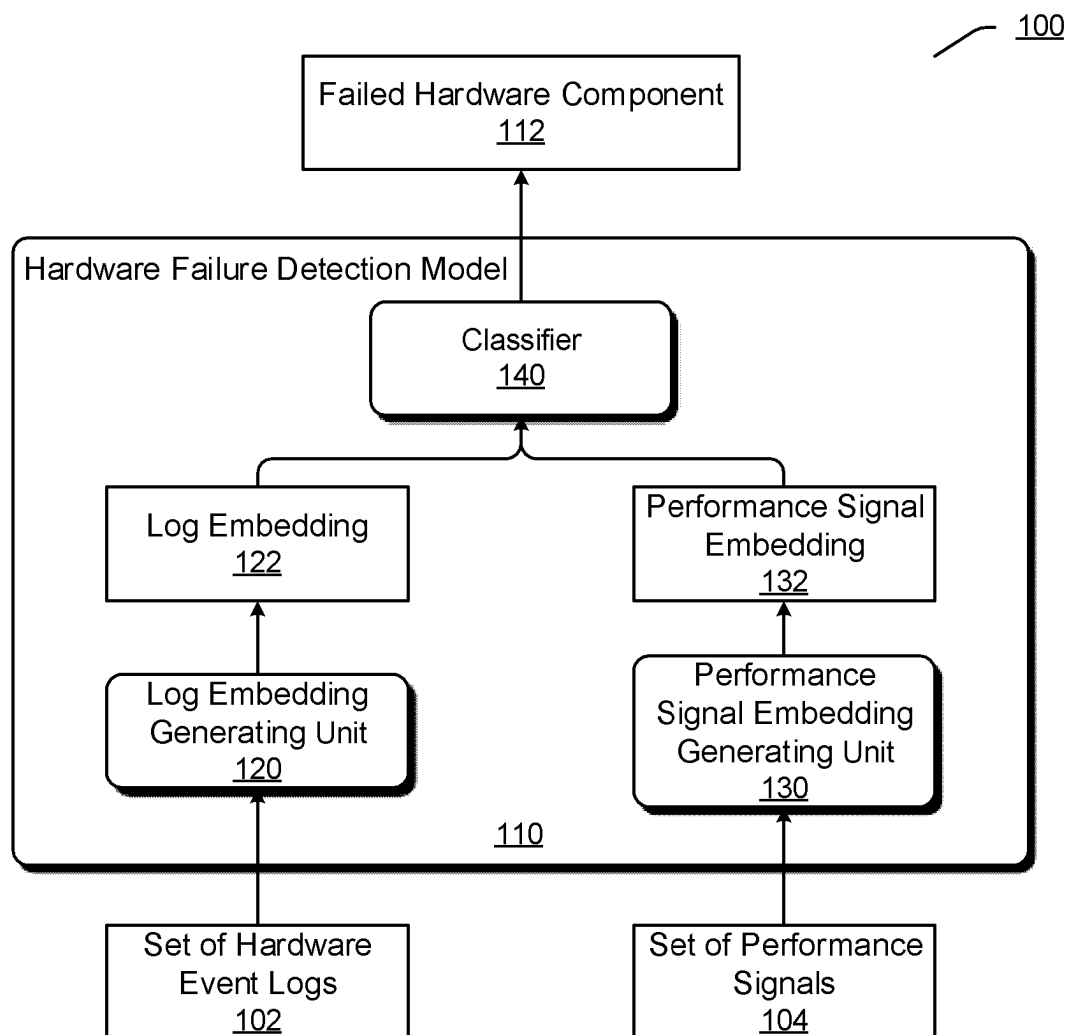 100
Failed Hardware Component
112
Hardware Failure Detection Model
Classifier
140
Log Embedding
122
Performance Signal
Embedding
132
Log Embedding
Generating Unit
120
Performance
Signal Embedding
Generating Unit
130
110
Set of Hardware
Event Logs
102
Set of Performance
Signals
104